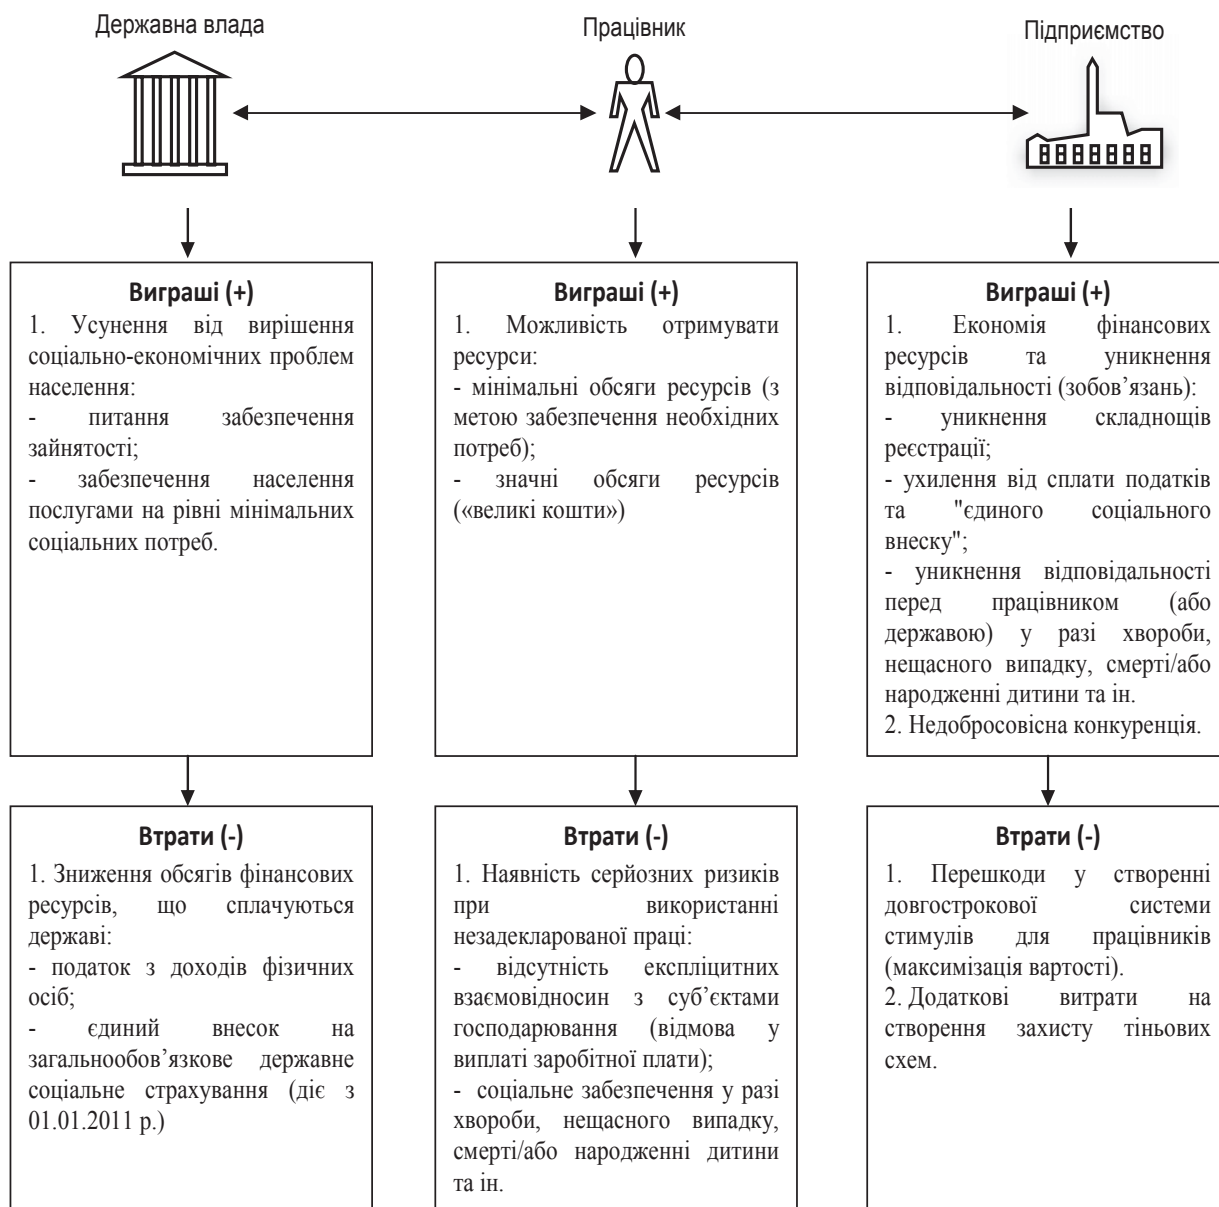 Державна влада
Працівник
Підприємство
Виграші (+)
1. Усунення від вирішення
соціально-економічних проблем
населення:
- питання забезпечення
зайнятості;
- забезпечення населення
послугами на рівні мінімальних
соціальних потреб.
Виграші (+)
1. Можливість отримувати
ресурси:
- мінімальні обсяги ресурсів (з
метою забезпечення необхідних
потреб);
- значні обсяги ресурсів
(«великі кошти»)
Виграші (+)
1. Економія фінансових
ресурсів та уникнення
відповідальності (зобов’язань):
- уникнення складнощів
реєстрації;
- ухилення від сплати податків
та "єдиного соціального
внеску";
- уникнення відповідальності
перед працівником (або
державою) у разі хвороби,
нещасного випадку, смерті/або
народженні дитини та ін.
2. Недобросовісна конкуренція.
Втрати (-)
1. Зниження обсягів фінансових
ресурсів, що сплачуються
державі:
- податок з доходів фізичних
осіб;
- єдиний внесок на
загальнообов’язкове державне
соціальне страхування (діє з
01.01.2011 р.)
Втрати (-)
1. Наявність серйозних ризиків
при використанні
незадекларованої праці:
- відсутність експліцитних
взаємовідносин з суб’єктами
господарювання (відмова у
виплаті заробітної плати);
- соціальне забезпечення у разі
хвороби, нещасного випадку,
смерті/або народженні дитини
та ін.
Втрати (-)
1. Перешкоди у створенні
довгострокової системи
стимулів для працівників
(максимізація вартості).
2. Додаткові витрати на
створення захисту тіньових
схем.